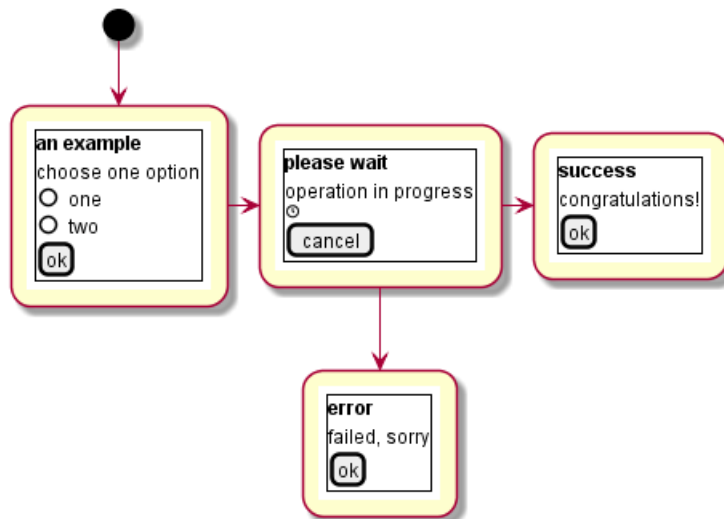 an example
choose one option
one
two
ok
please wait
operation in progress
cancel
success
congratulations!
ok
error
failed, sorry
ok